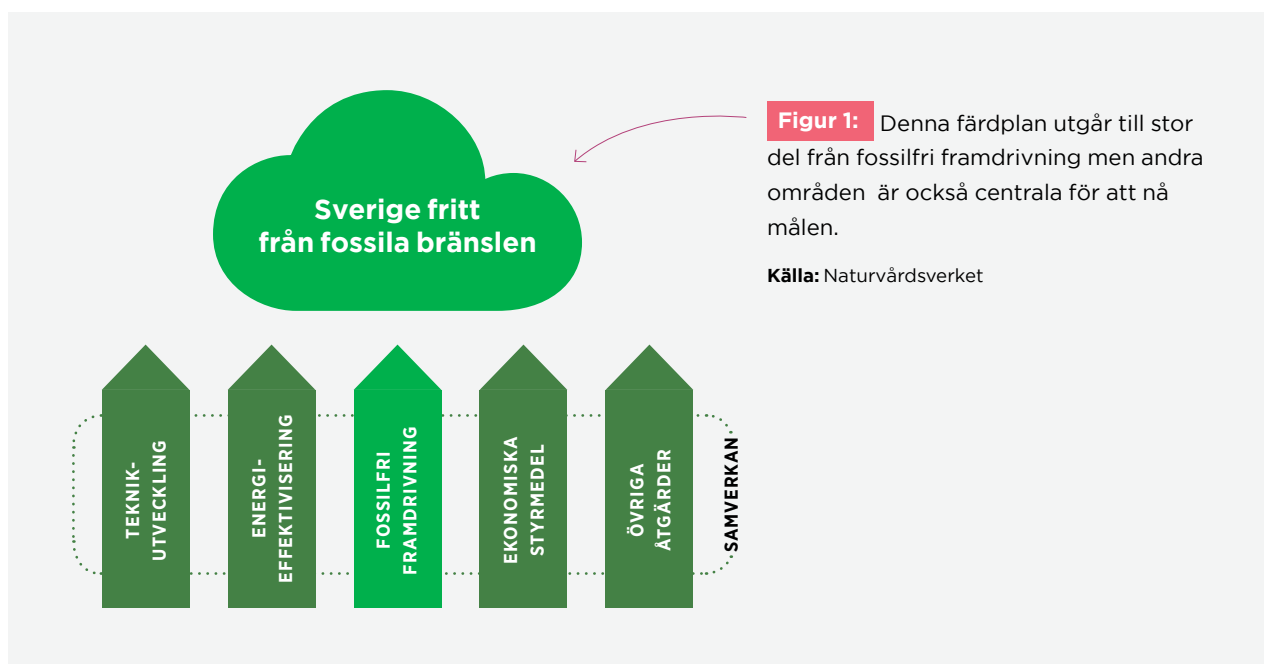 Sverige fritt
från fossila bränslen
Figur 1: Denna färdplan utgår till stor
del från fossilfri framdrivning men andra
områden är också centrala för att nå
målen.
Källa: Naturvårdsverket
TEKNIK-
UTVECKLING
ENERGI-
EFFEKTIVISERING
FOSSILFRI
FRAMDRIVNING
EKONOMISKA
STYRMEDEL
ÖVRIGA
ÅTGÄRDER
SAMVERKAN